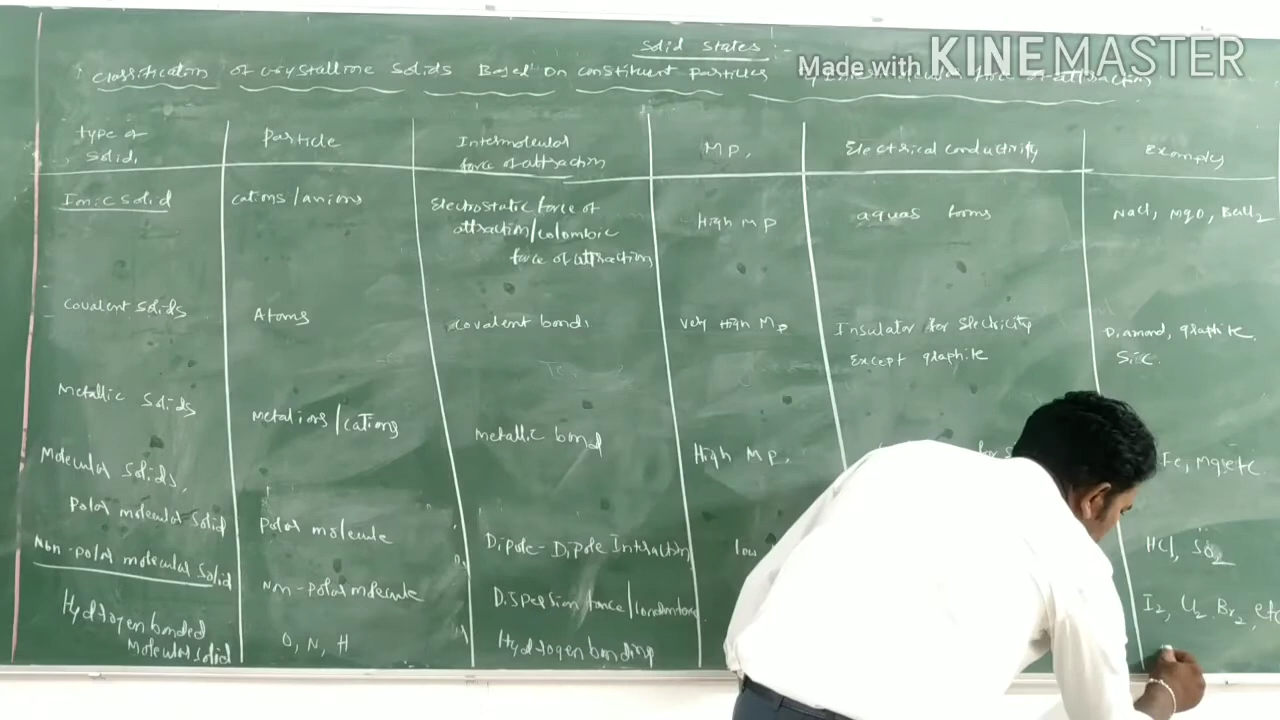 Solid States :-
Classification of crystalline solids Based on constituent particles
Made with KINEMASTER
Type of Solid,
Particle
Intermolecular force of attraction
MP,
Electrical conductivity
Examples
Ionic solid
cations/anions
Electrostatic force of attraction/colombic force of attraction
High MP
aquas forms
NaCl, MgO, BaCl2
Covalent solids
Atoms
covalent bonds
Very High MP
Insulator for Electricity Except graphite
Diamond, graphite. SiC.
Metallic solids
Metal ions/cations
Metallic bond
High MP.
Fe, Mg etc.
Molecular solids,
Polar molecular solid
Polar molecule
Dipole-Dipole Interaction
low
HCl, SO2
Non-polar molecular solid
Non-polar molecule
Dispersion force/
I2, Cl2, Br2, etc
Hydrogen bonded Molecular solid
O, N, H
Hydrogen bonding